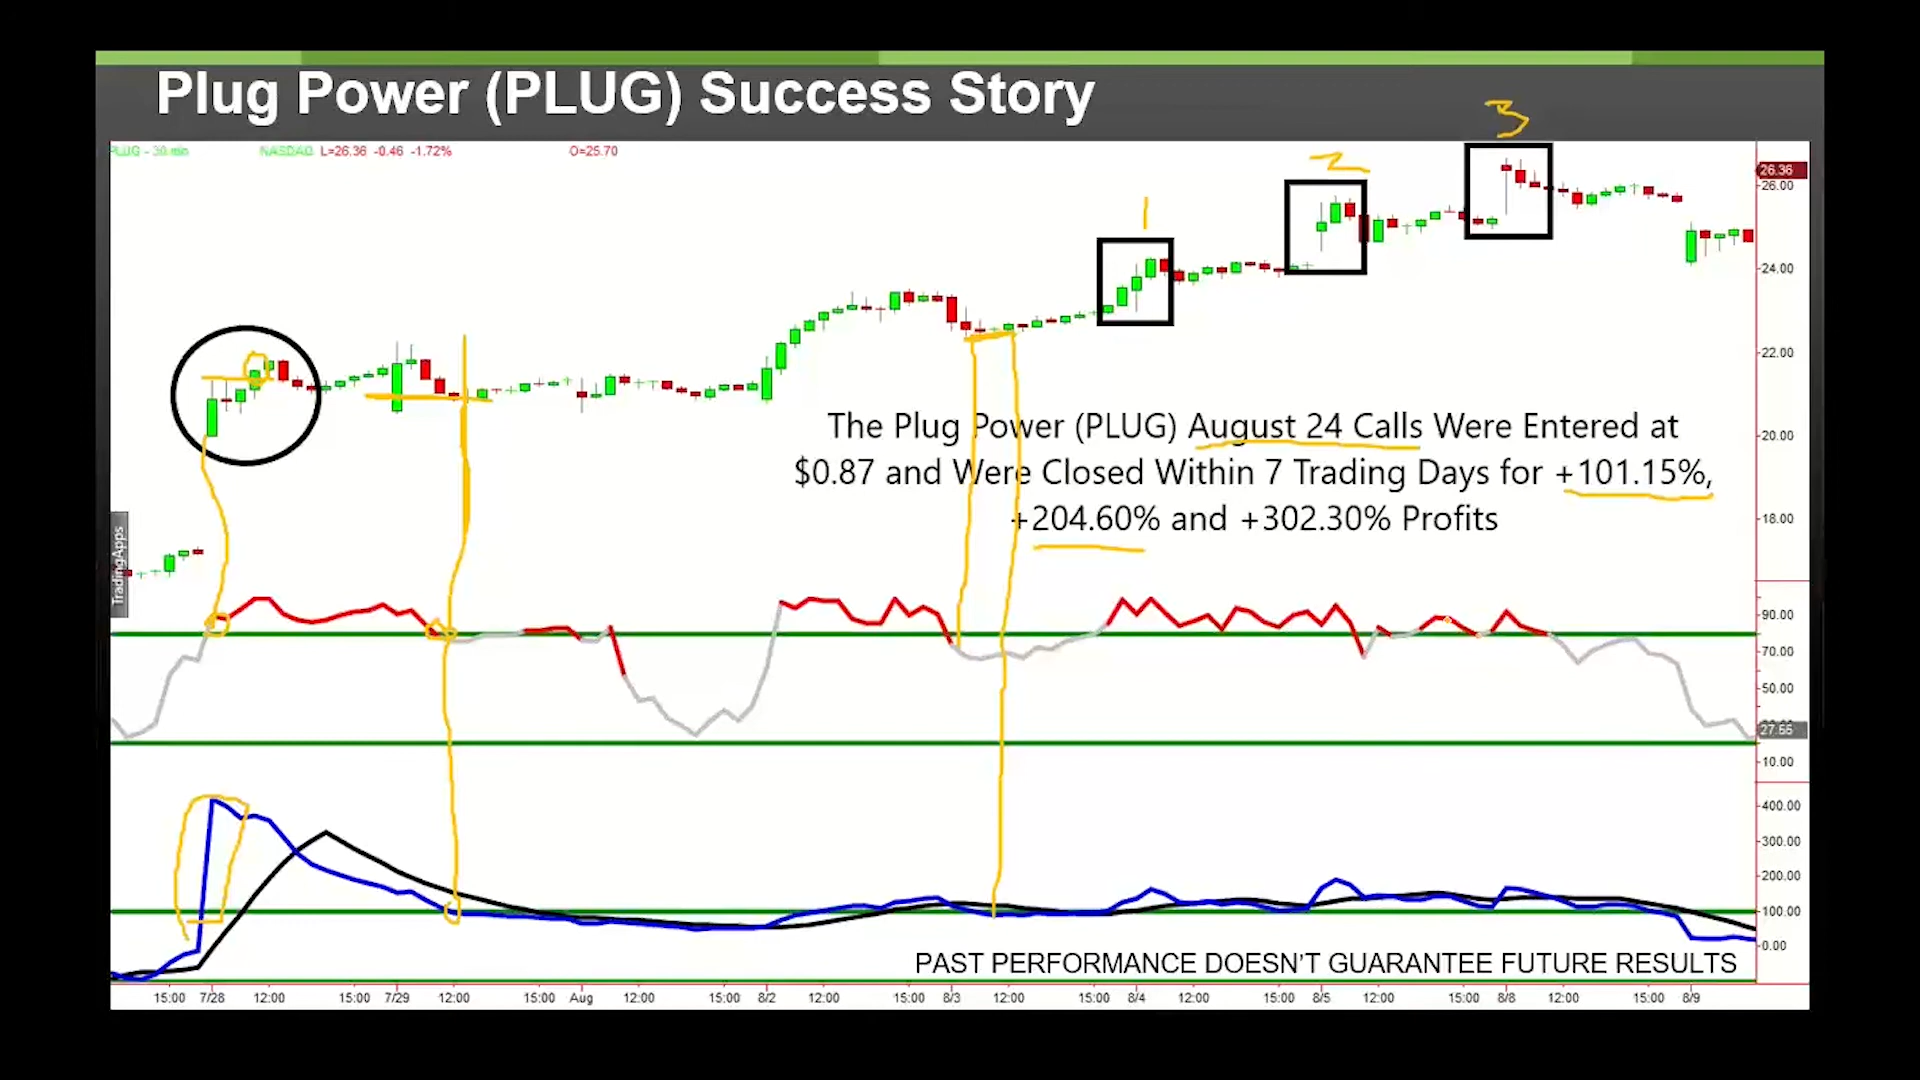 Plug Power (PLUG) Success Story
3
2
1
PLUG - 30 min NASDAQ L=26.36 -0.46 -1.72% O=25.70
26.36
26.00
24.00
22.00
The Plug Power (PLUG) August 24 Calls Were Entered at
$0.87 and Were Closed Within 7 Trading Days for +101.15%,
+204.60% and +302.30% Profits
20.00
18.00
TradingApps
90.00
70.00
50.00
27.66
10.00
400.00
300.00
200.00
100.00
0.00
PAST PERFORMANCE DOESN'T GUARANTEE FUTURE RESULTS
15:00 7/28 12:00 15:00 7/29 12:00 15:00 Aug 12:00 15:00 8/2 12:00 15:00 8/3 12:00 15:00 8/4 12:00 15:00 8/5 12:00 15:00 8/8 12:00 15:00 8/9